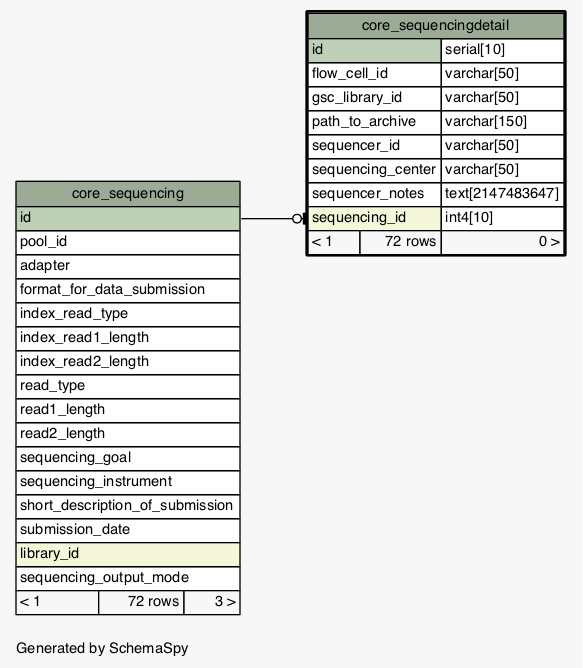 core_sequencingdetail
id serial[10]
flow_cell_id varchar[50]
gsc_library_id varchar[50]
path_to_archive varchar[150]
sequencer_id varchar[50]
sequencing_center varchar[50]
sequencer_notes text[2147483647]
sequencing_id int4[10]
< 1 72 rows 0 >
core_sequencing
id
pool_id
adapter
format_for_data_submission
index_read_type
index_read1_length
index_read2_length
read_type
read1_length
read2_length
sequencing_goal
sequencing_instrument
short_description_of_submission
submission_date
library_id
sequencing_output_mode
< 1 72 rows 3 >
Generated by SchemaSpy